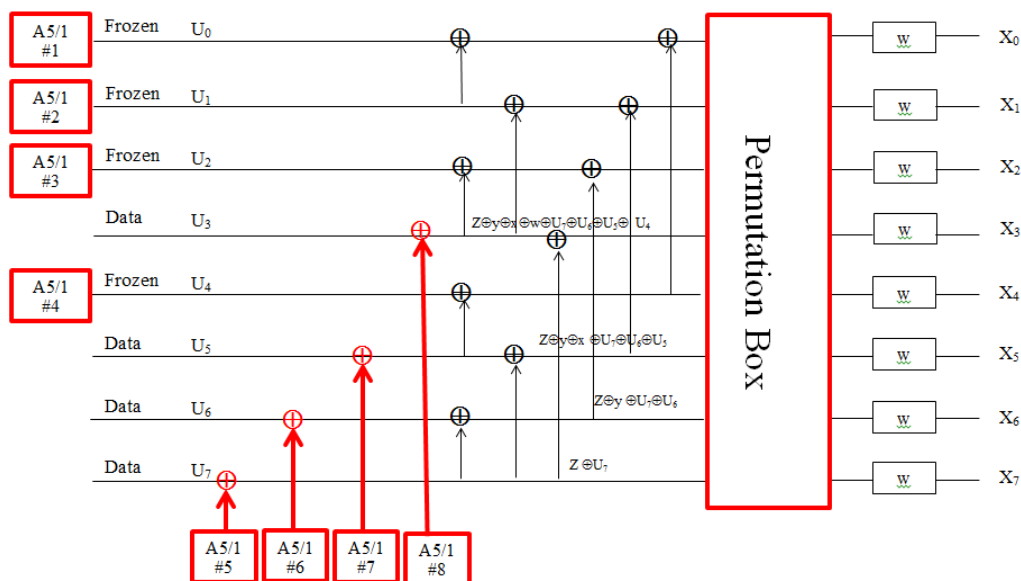 A5/1
#1
Frozen U₀
w X₀
A5/1
#2
Frozen U₁
w X₁
A5/1
#3
Frozen U₂
w X₂
Data U₃
Z⊕y⊕x⊕w⊕U₇⊕U₆⊕U₅⊕ U₄
w X₃
A5/1
#4
Frozen U₄
w X₄
Data U₅
Z⊕y⊕x ⊕U₇⊕U₆⊕U₅
w X₅
Data U₆
Z⊕y ⊕U₇⊕U₆
w X₆
Data U₇
Z ⊕U₇
w X₇
Permutation Box
A5/1
#5
A5/1
#6
A5/1
#7
A5/1
#8